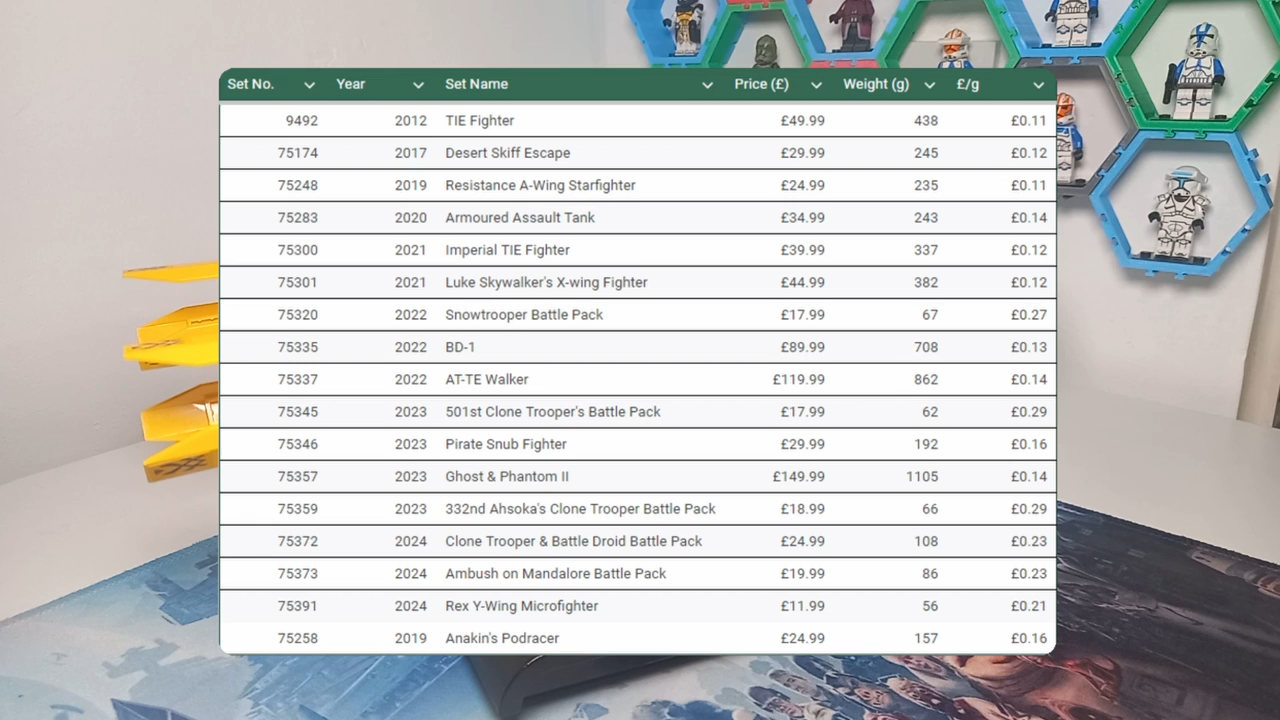 Set No. Year Set Name Price (£) Weight (g) £/g
9492 2012 TIE Fighter £49.99 438 £0.11
75174 2017 Desert Skiff Escape £29.99 245 £0.12
75248 2019 Resistance A-Wing Starfighter £24.99 235 £0.11
75283 2020 Armoured Assault Tank £34.99 243 £0.14
75300 2021 Imperial TIE Fighter £39.99 337 £0.12
75301 2021 Luke Skywalker's X-wing Fighter £44.99 382 £0.12
75320 2022 Snowtrooper Battle Pack £17.99 67 £0.27
75335 2022 BD-1 £89.99 708 £0.13
75337 2022 AT-TE Walker £119.99 862 £0.14
75345 2023 501st Clone Trooper's Battle Pack £17.99 62 £0.29
75346 2023 Pirate Snub Fighter £29.99 192 £0.16
75357 2023 Ghost & Phantom II £149.99 1105 £0.14
75359 2023 332nd Ahsoka's Clone Trooper Battle Pack £18.99 66 £0.29
75372 2024 Clone Trooper & Battle Droid Battle Pack £24.99 108 £0.23
75373 2024 Ambush on Mandalore Battle Pack £19.99 86 £0.23
75391 2024 Rex Y-Wing Microfighter £11.99 56 £0.21
75258 2019 Anakin's Podracer £24.99 157 £0.16